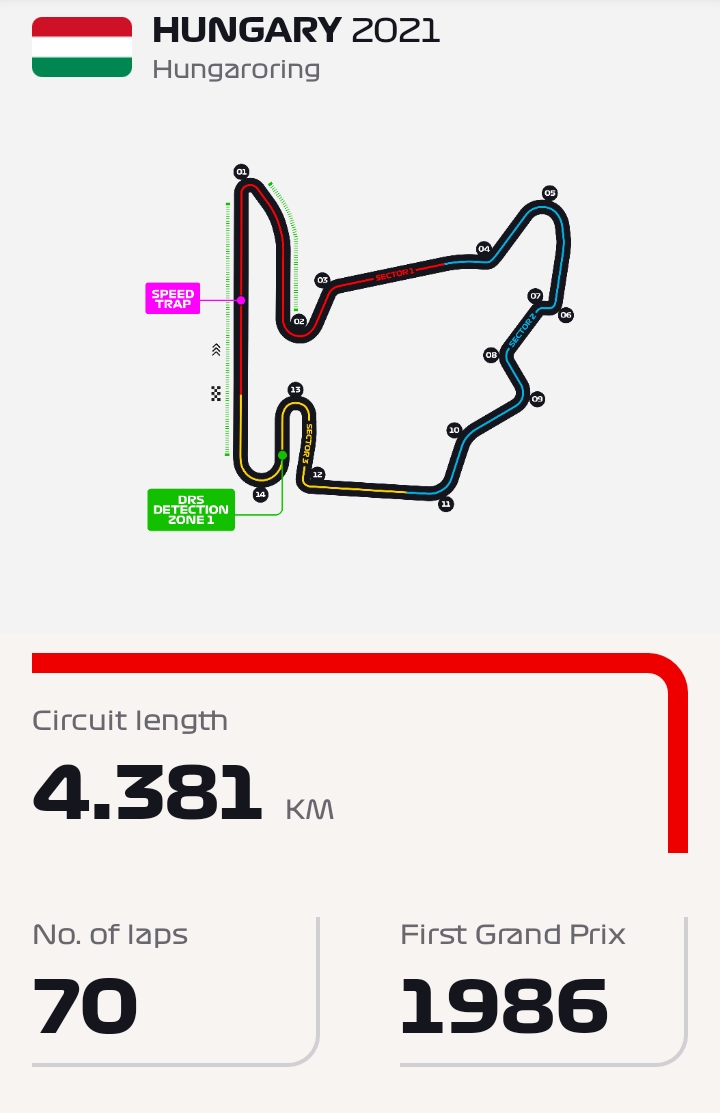 HUNGARY 2021
Hungaroring
01
05
04
SECTOR 1
03
SPEED
TRAP
07
02
06
SECTOR 2
08
13
09
SECTOR 3
10
12
14
11
DRS
DETECTION
ZONE 1
Circuit length
4.381 KM
No. of laps
70
First Grand Prix
1986